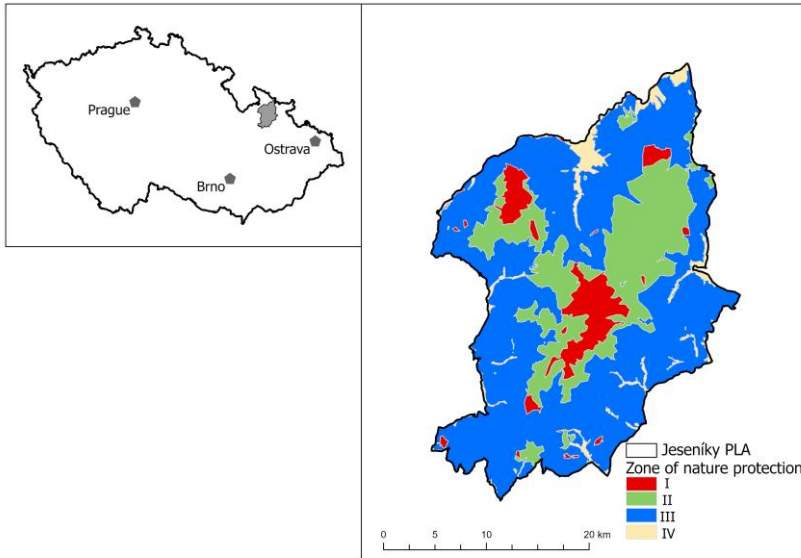 Prague
Ostrava
Brno
Jeseníky PLA
Zone of nature protection
I
II
III
IV
0 5 10 20 km